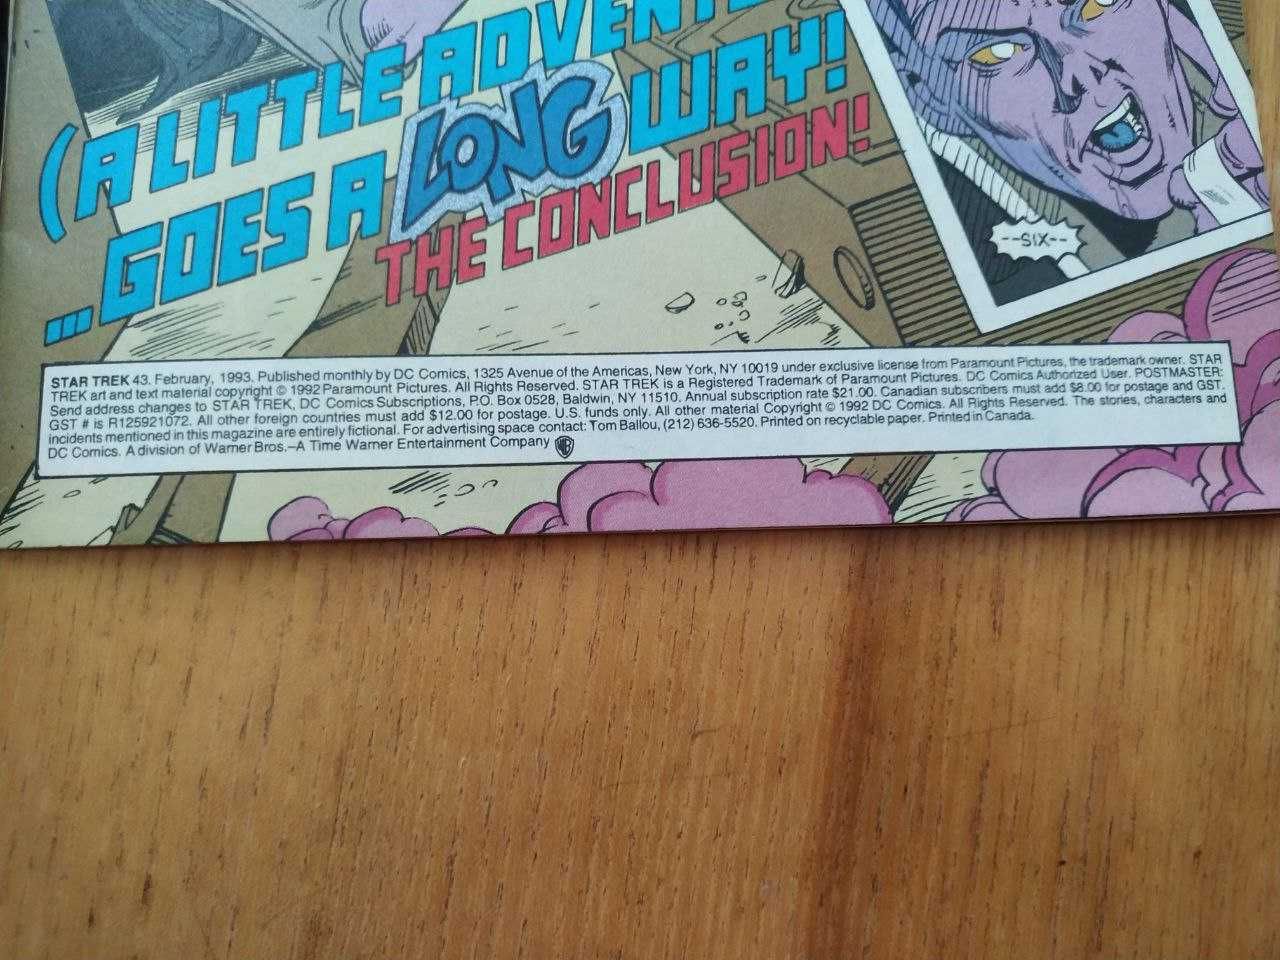 (A LITTLE ADVENT
...GOES A LONG WAY!
THE CONCLUSION!
--SIX--
STAR TREK 43. February, 1993. Published monthly by DC Comics, 1325 Avenue of the Americas, New York, NY 10019 under exclusive license from Paramount Pictures, the trademark owner. STAR
TREK art and text material copyright © 1992 Paramount Pictures. All Rights Reserved. STAR TREK is a Registered Trademark of Paramount Pictures. DC Comics Authorized User. POSTMASTER:
Send address changes to STAR TREK, DC Comics Subscriptions, P.O. Box 0528, Baldwin, NY 11510. Annual subscription rate $21.00. Canadian subscribers must add $8.00 for postage and GST.
GST # is R125921072. All other foreign countries must add $12.00 for postage. U.S. funds only. All other material Copyright © 1992 DC Comics. All Rights Reserved. The stories, characters and
incidents mentioned in this magazine are entirely fictional. For advertising space contact: Tom Ballou, (212) 636-5520. Printed on recyclable paper. Printed in Canada.
DC Comics. A division of Warner Bros.–A Time Warner Entertainment Company